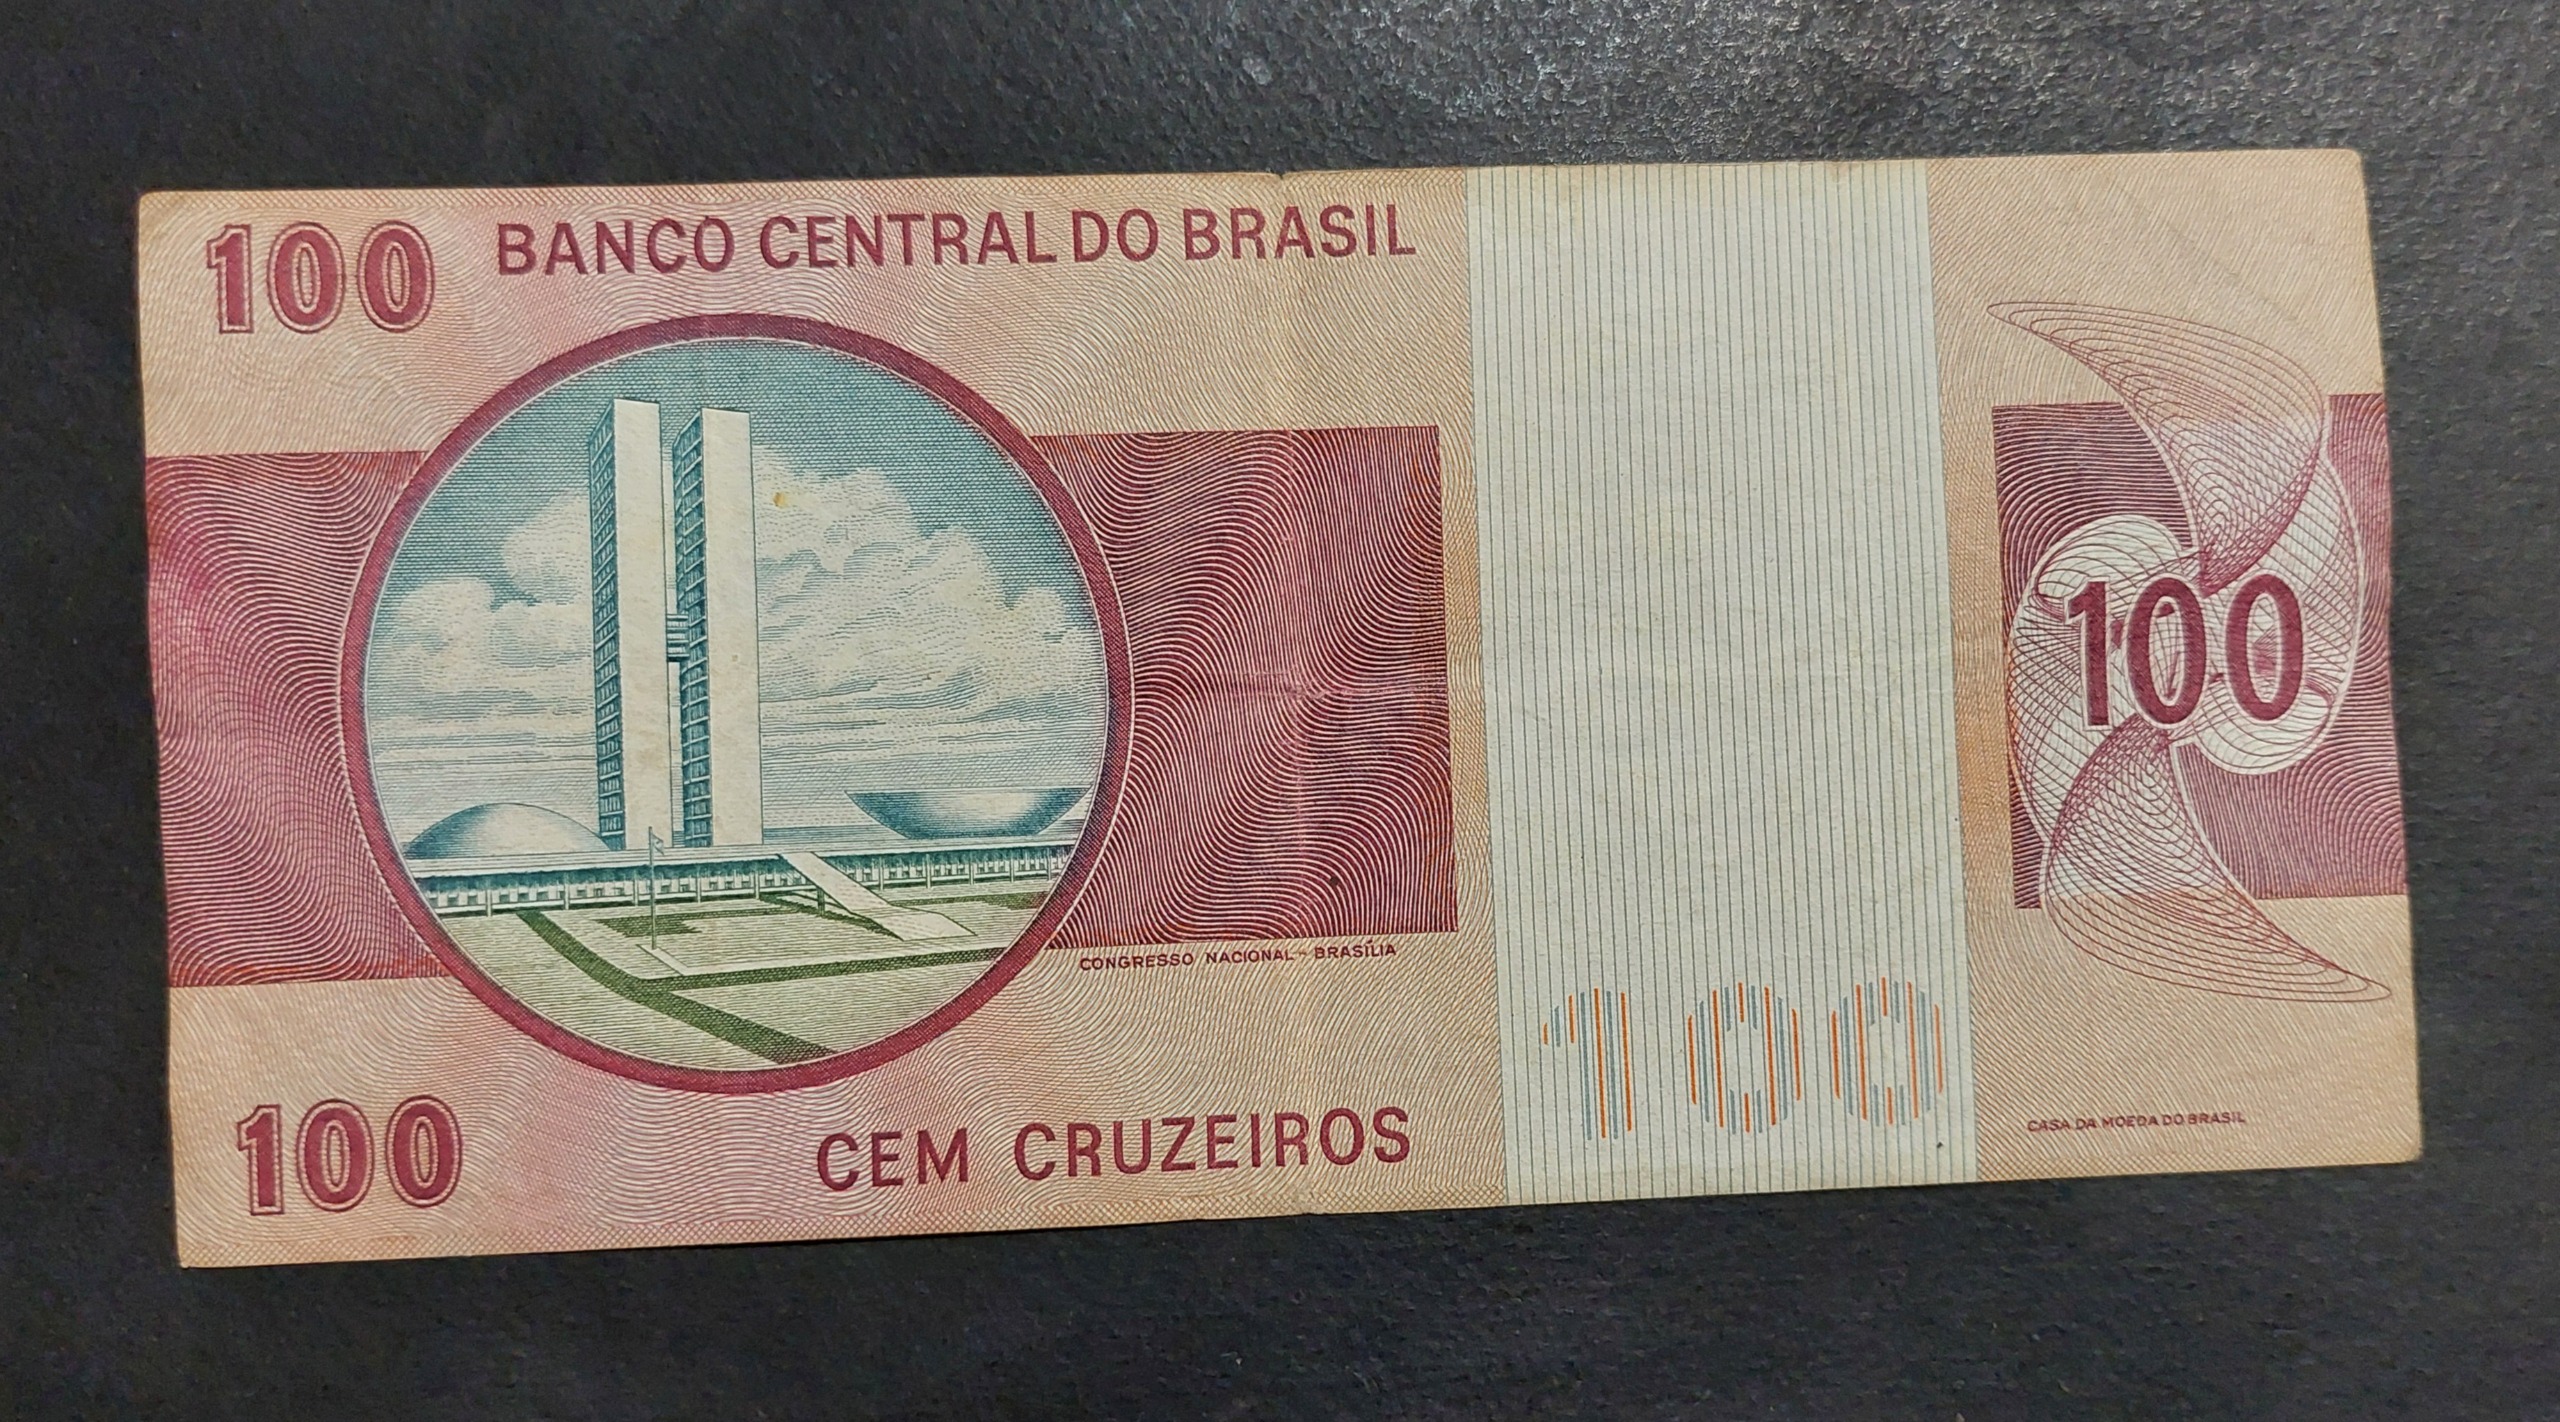 100 BANCO CENTRAL DO BRASIL
100
CONGRESSO NACIONAL - BRASÍLIA
100
CASA DA MOEDA DO BRASIL
100 CEM CRUZEIROS